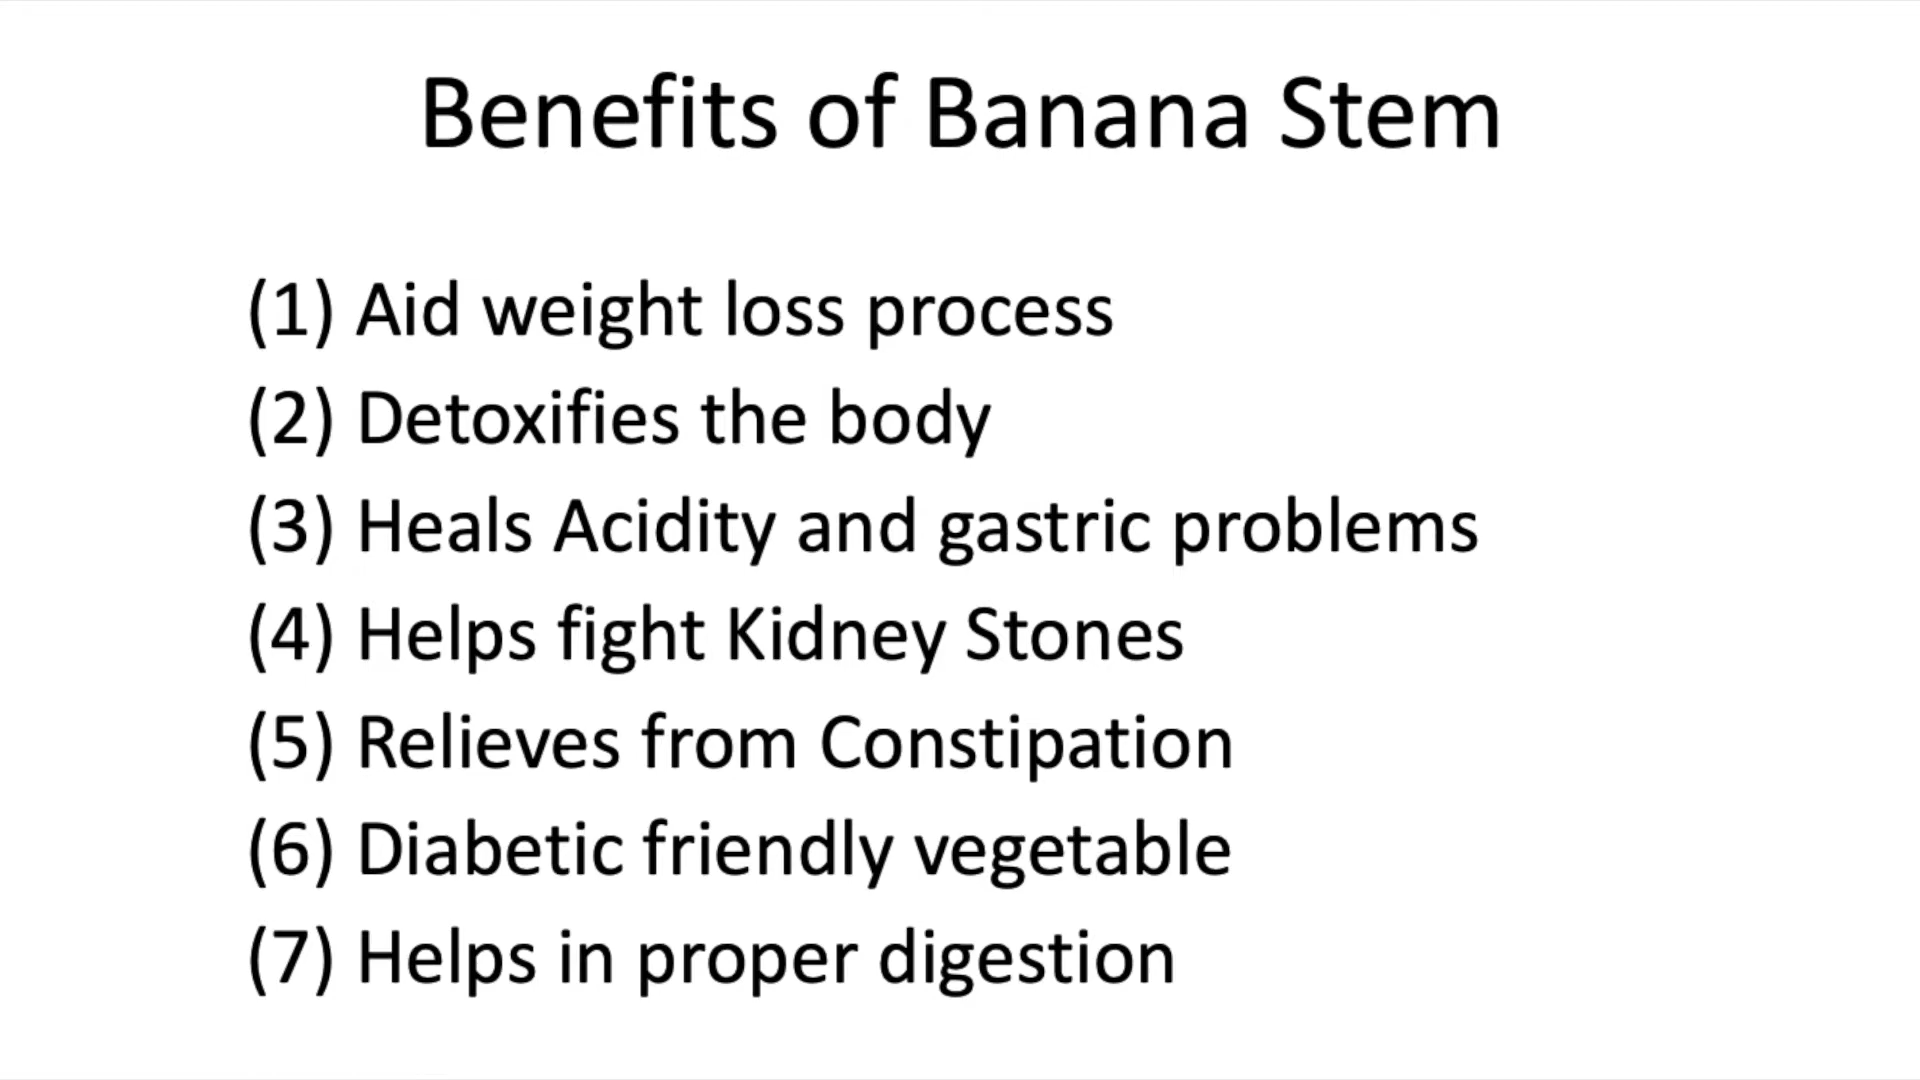 Benefits of Banana Stem
(1) Aid weight loss process
(2) Detoxifies the body
(3) Heals Acidity and gastric problems
(4) Helps fight Kidney Stones
(5) Relieves from Constipation
(6) Diabetic friendly vegetable
(7) Helps in proper digestion